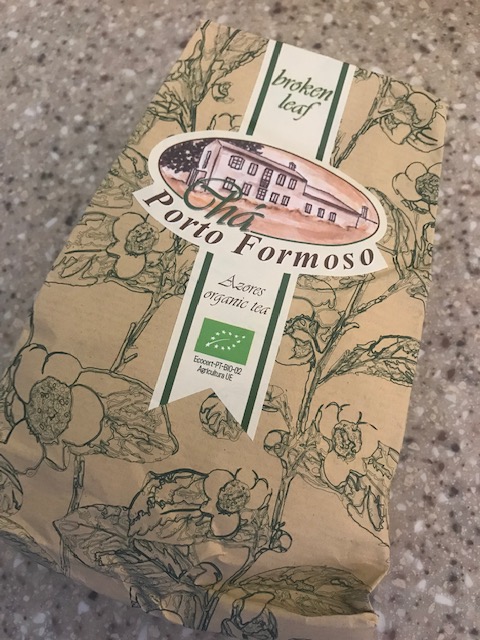 broken
leaf
Chá
Porto Formoso
Azores
organic tea
Ecocert-PT-BIO-02
Agricultura UE